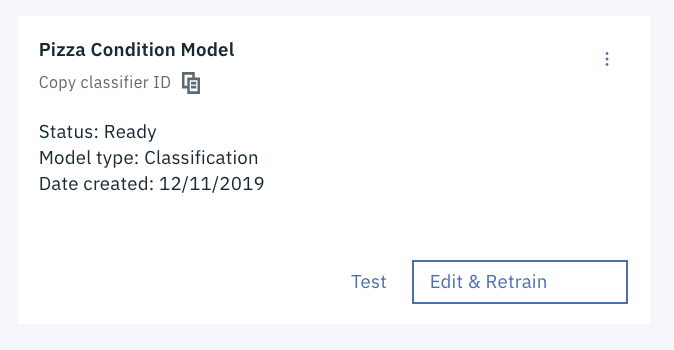 Pizza Condition Model
Copy classifier ID
Status: Ready
Model type: Classification
Date created: 12/11/2019
Test
Edit & Retrain